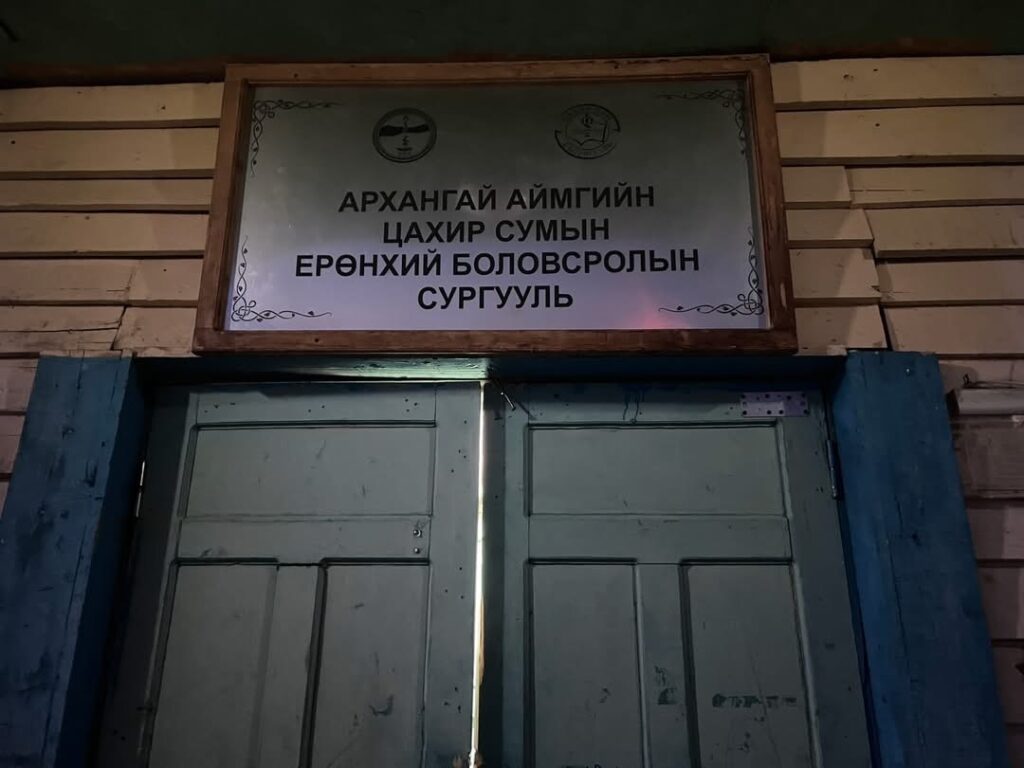 АРХАНГАЙ АЙМГИЙН
ЦАХИР СУМЫН
ЕРӨНХИЙ БОЛОВСРОЛЫН
СУРГУУЛЬ